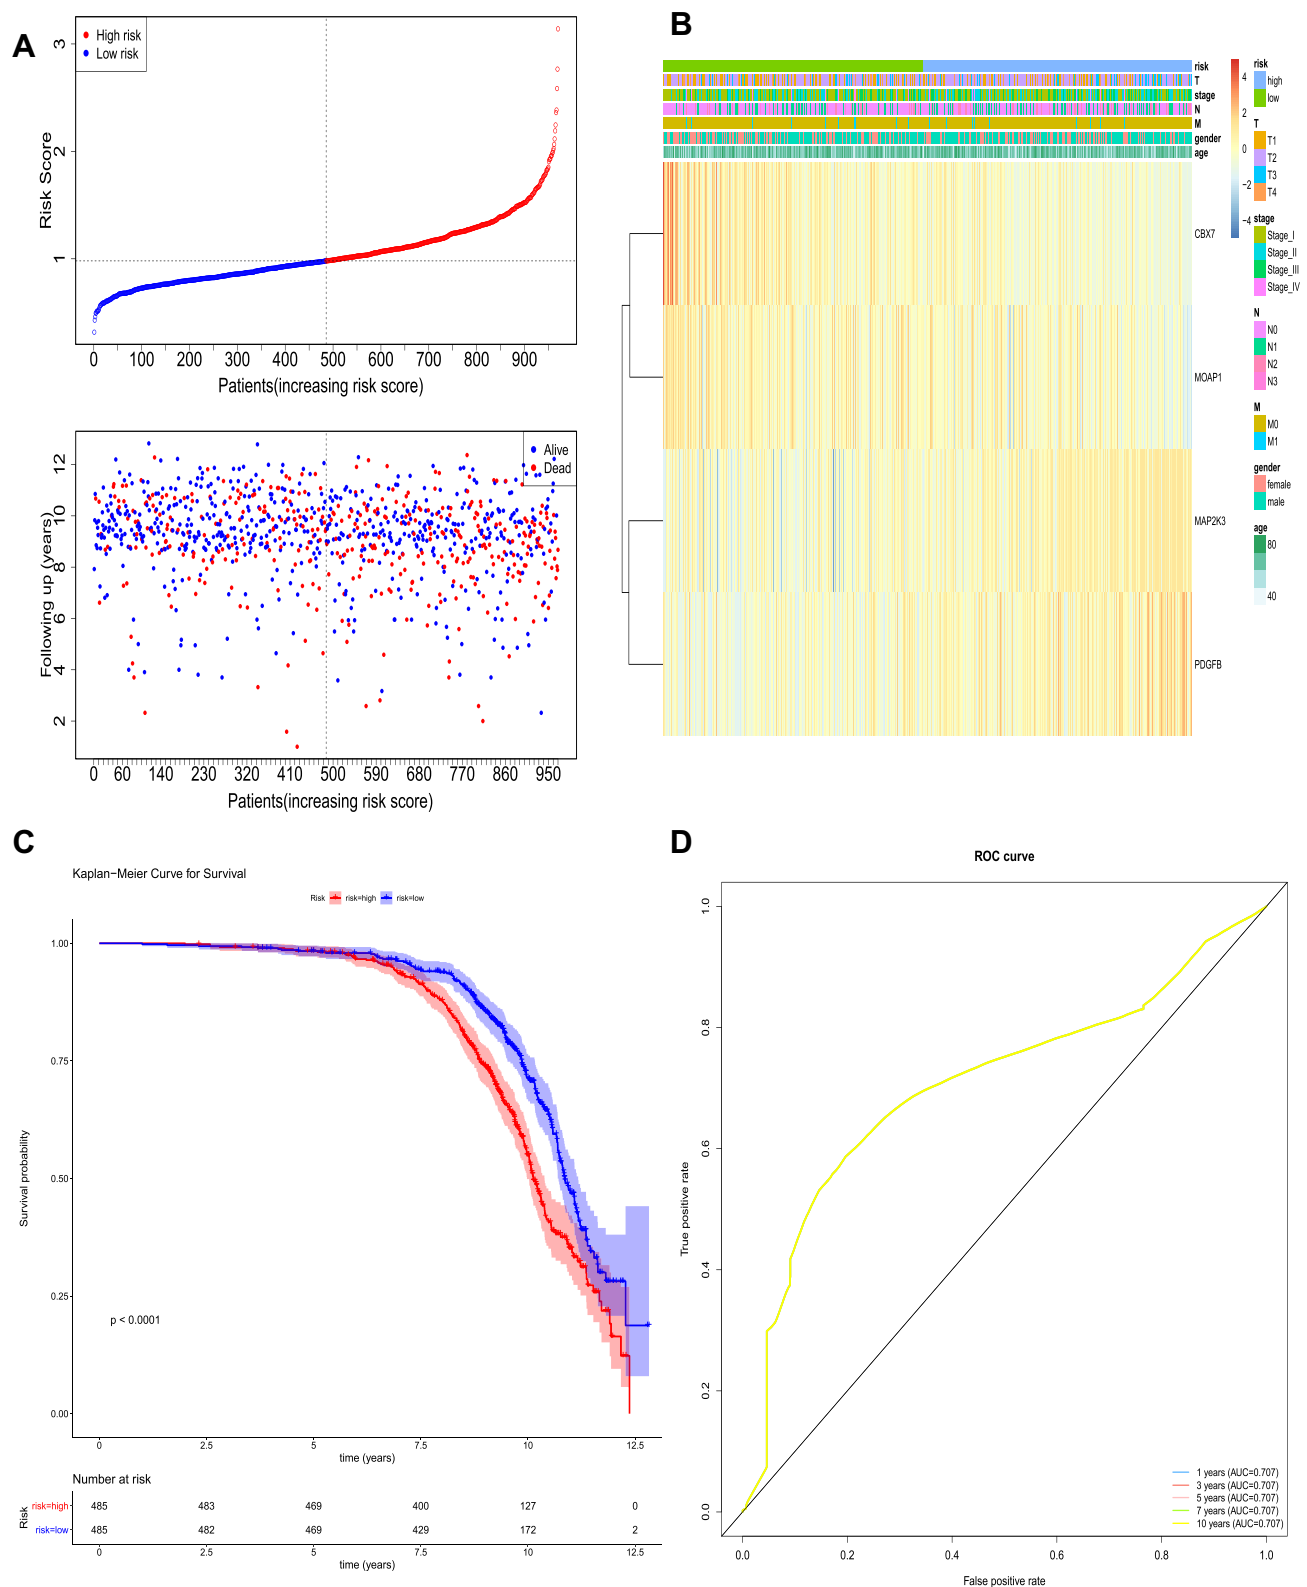 A
High risk
Low risk
Risk Score
3
2
1
0 100 200 300 400 500 600 700 800 900
Patients(increasing risk score)
Alive
Dead
Following up (years)
12
10
8
6
4
2
0 60 140 230 320 410 500 590 680 770 860 950
Patients(increasing risk score)
B
risk
T
stage
N
M
gender
age
CBX7
MOAP1
MAP2K3
PDGFB
4
2
0
−2
−4
risk
high
low
T
T1
T2
T3
T4
stage
Stage_I
Stage_II
Stage_III
Stage_IV
N
N0
N1
N2
N3
M
M0
M1
gender
female
male
age
80
40
C
Kaplan−Meier Curve for Survival
Risk risk=high risk=low
Survival probability
1.00
0.75
0.50
0.25
0.00
p < 0.0001
0 2.5 5 7.5 10 12.5
time (years)
Number at risk
Risk
risk=high 485 483 469 400 127 0
risk=low 485 482 469 429 172 2
0 2.5 5 7.5 10 12.5
time (years)
D
ROC curve
True positive rate
1.0
0.8
0.6
0.4
0.2
0.0
1 years (AUC=0.707)
3 years (AUC=0.707)
5 years (AUC=0.707)
7 years (AUC=0.707)
10 years (AUC=0.707)
0.0 0.2 0.4 0.6 0.8 1.0
False positive rate